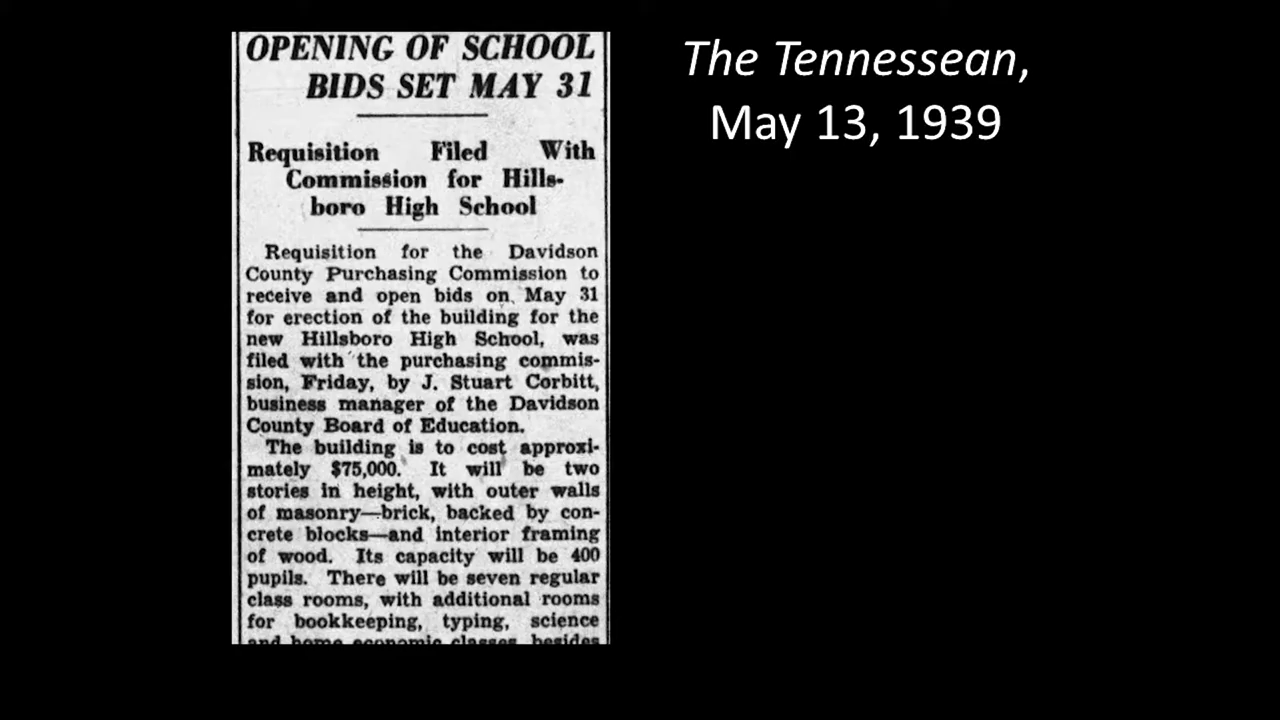 OPENING OF SCHOOL
BIDS SET MAY 31
Requisition Filed With
Commission for Hills-
boro High School
Requisition for the Davidson
County Purchasing Commission to
receive and open bids on May 31
for erection of the building for the
new Hillsboro High School, was
filed with the purchasing commis-
sion, Friday, by J. Stuart Corbitt,
business manager of the Davidson
County Board of Education.
The building is to cost approxi-
mately $75,000. It will be two
stories in height, with outer walls
of masonry—brick, backed by con-
crete blocks—and interior framing
of wood. Its capacity will be 400
pupils. There will be seven regular
class rooms, with additional rooms
for bookkeeping, typing, science
and home economic classes, besides
The Tennessean,
May 13, 1939